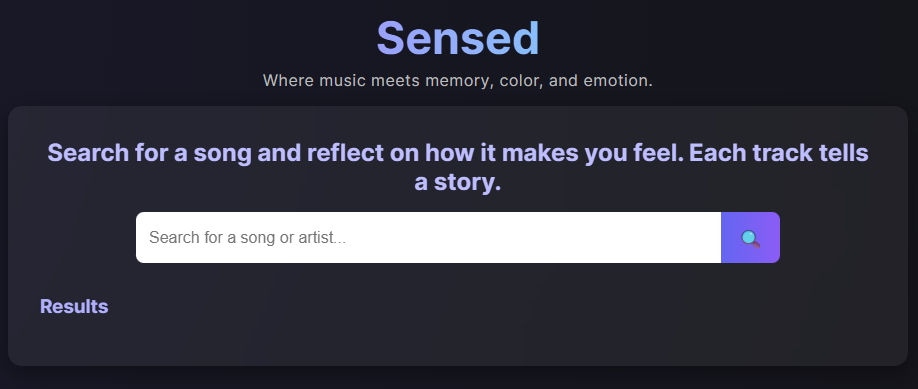 Sensed
Where music meets memory, color, and emotion.
Search for a song and reflect on how it makes you feel. Each track tells
a story.
Search for a song or artist...
Results